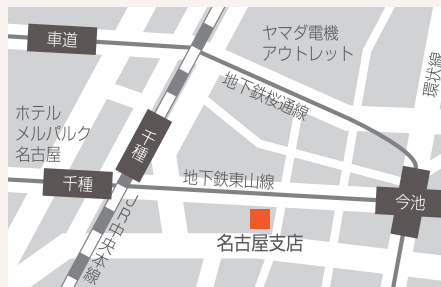 車道
ヤマダ電機
アウトレット
環状線
地下鉄桜通線
ホテル
メルパルク
名古屋
千種
千種
地下鉄東山線
今池
名古屋支店
JR中央本線